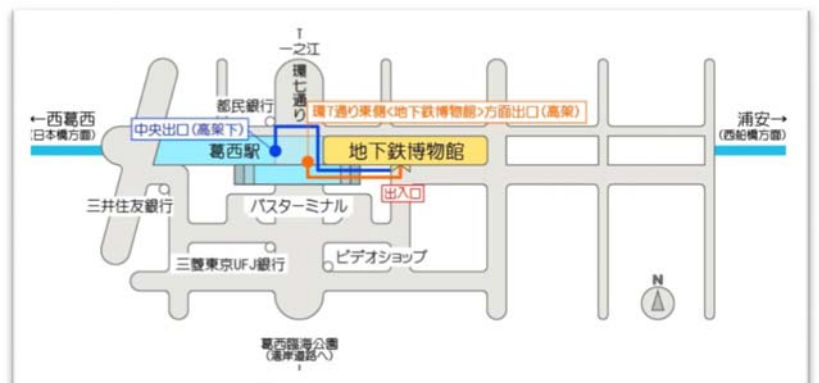 ↑
一之江
環七通り
都民銀行
環7通り東側<地下鉄博物館>方面出口(高架)
←西葛西
(日本橋方面)
中央出口(高架下)
浦安→
(西船橋方面)
葛西駅
地下鉄博物館
出入口
三井住友銀行
バスターミナル
三菱東京UFJ銀行
ビデオショップ
N
葛西臨海公園
(湾岸道路へ)